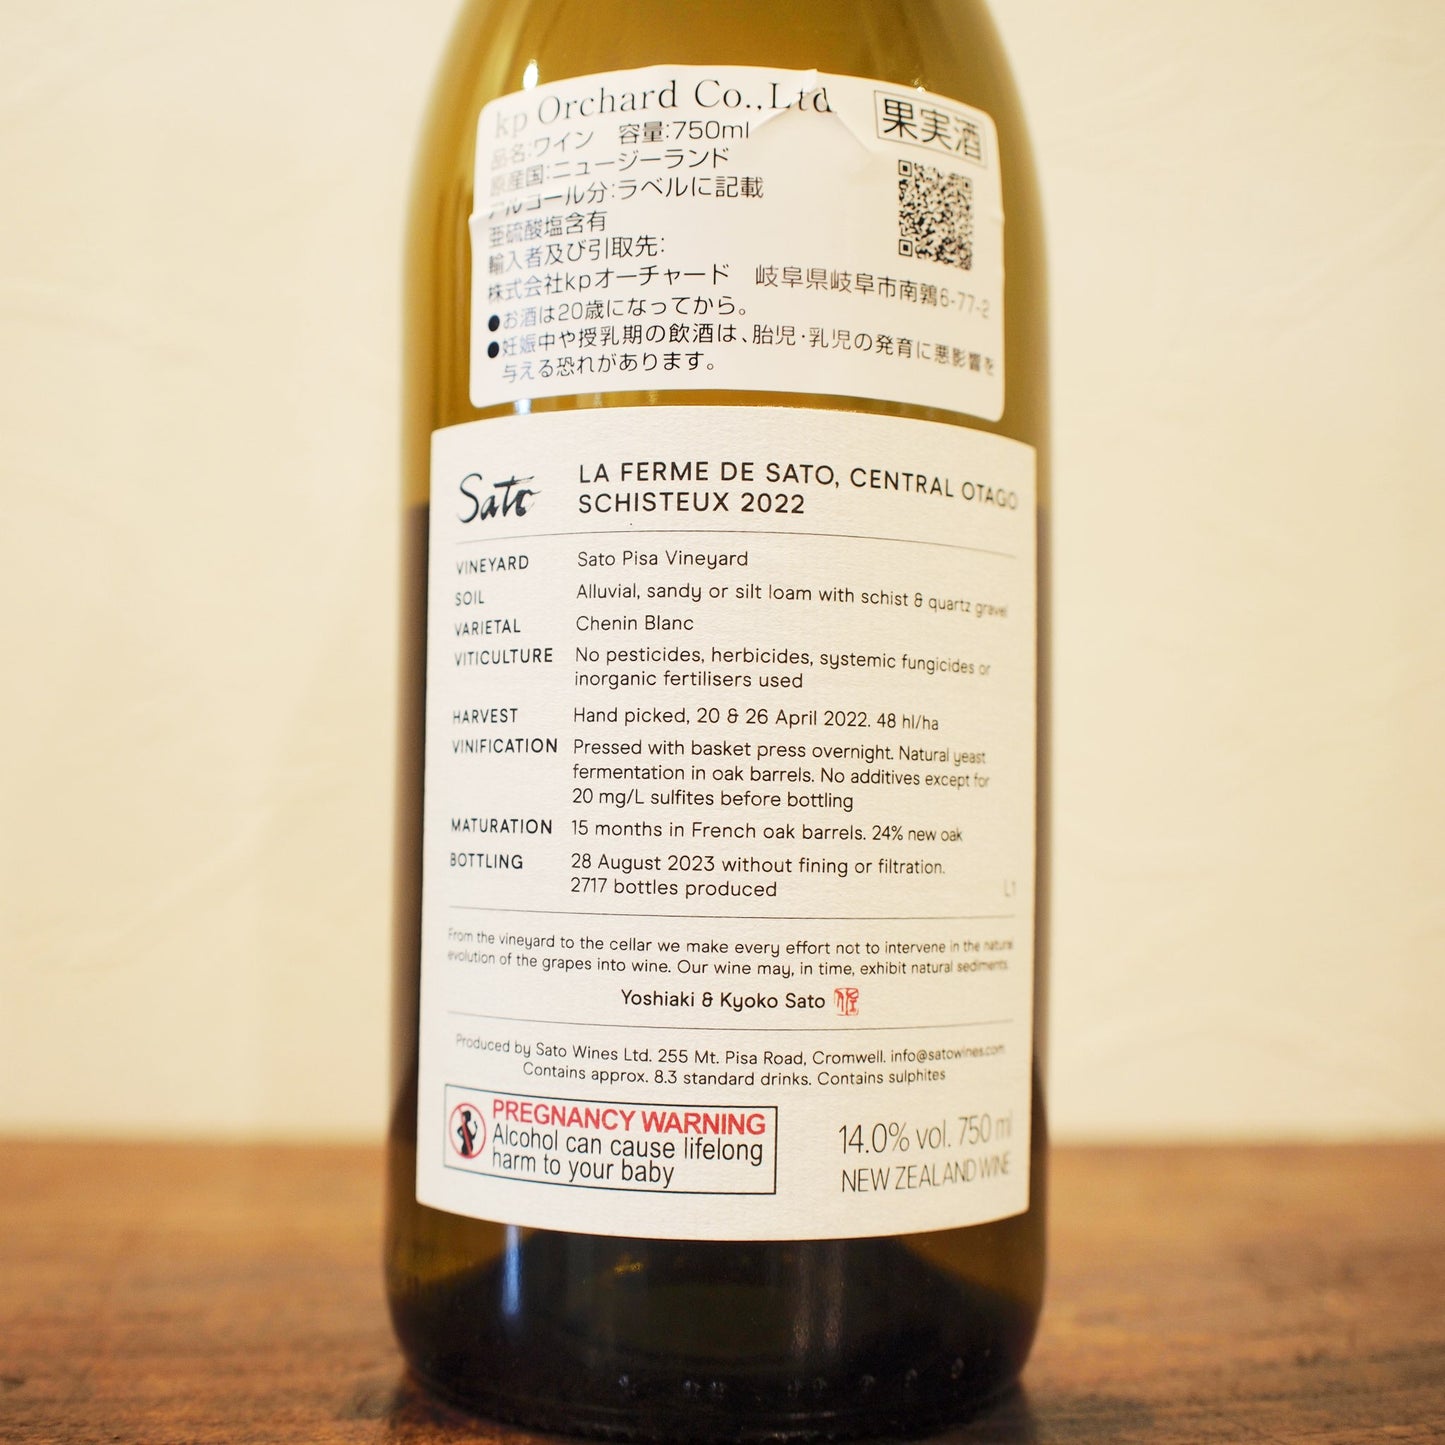 kp Orchard Co.,Ltd
果実酒
品名:ワイン 容量:750ml
原産国:ニュージーランド
アルコール分:ラベルに記載
亜硫酸塩含有
輸入者及び引取先:
株式会社kpオーチャード 岐阜県岐阜市南鶉6-77-2
●お酒は20歳になってから。
●妊娠中や授乳期の飲酒は、胎児・乳児の発育に悪影響を
与える恐れがあります。
Sato
LA FERME DE SATO, CENTRAL OTAGO
SCHISTEUX 2022
VINEYARD Sato Pisa Vineyard
SOIL Alluvial, sandy or silt loam with schist & quartz gravel
VARIETAL Chenin Blanc
VITICULTURE No pesticides, herbicides, systemic fungicides or
inorganic fertilisers used
HARVEST Hand picked, 20 & 26 April 2022. 48 hl/ha
VINIFICATION Pressed with basket press overnight. Natural yeast
fermentation in oak barrels. No additives except for
20 mg/L sulfites before bottling
MATURATION 15 months in French oak barrels. 24% new oak
BOTTLING 28 August 2023 without fining or filtration.
2717 bottles produced
L1
From the vineyard to the cellar we make every effort not to intervene in the natural
evolution of the grapes into wine. Our wine may, in time, exhibit natural sediments.
Yoshiaki & Kyoko Sato
Produced by Sato Wines Ltd. 255 Mt. Pisa Road, Cromwell. info@satowines.com
Contains approx. 8.3 standard drinks. Contains sulphites
PREGNANCY WARNING
Alcohol can cause lifelong
harm to your baby
14.0% vol. 750 ml
NEW ZEALAND WINE